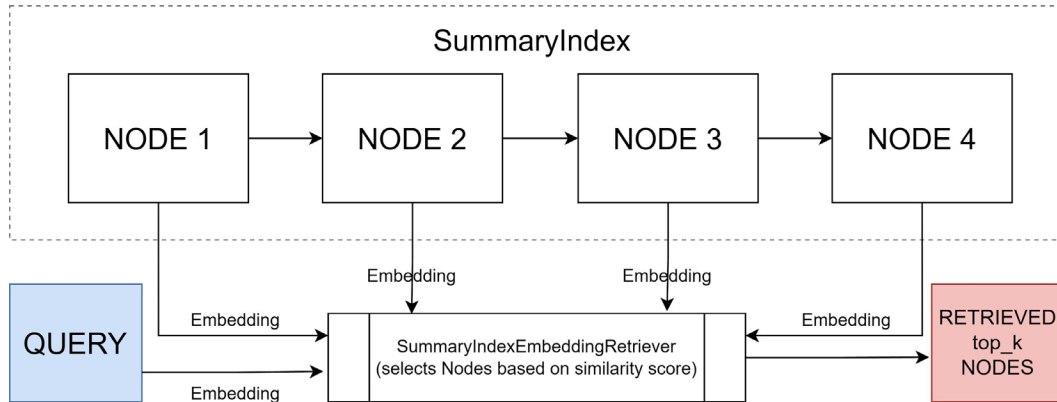 SummaryIndex
NODE 1
NODE 2
NODE 3
NODE 4
Embedding
Embedding
QUERY
Embedding
Embedding
RETRIEVED
top_k
NODES
SummaryIndexEmbeddingRetriever
(selects Nodes based on similarity score)
Embedding